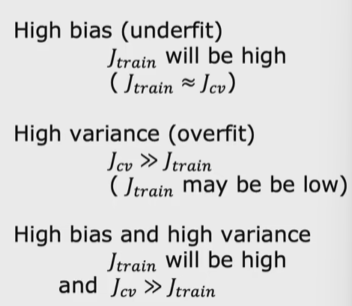 High bias (underfit)
J_train will be high
( J_train ≈ J_cv)
High variance (overfit)
J_cv ≫ J_train
( J_train may be be low)
High bias and high variance
J_train will be high
and J_cv ≫ J_train